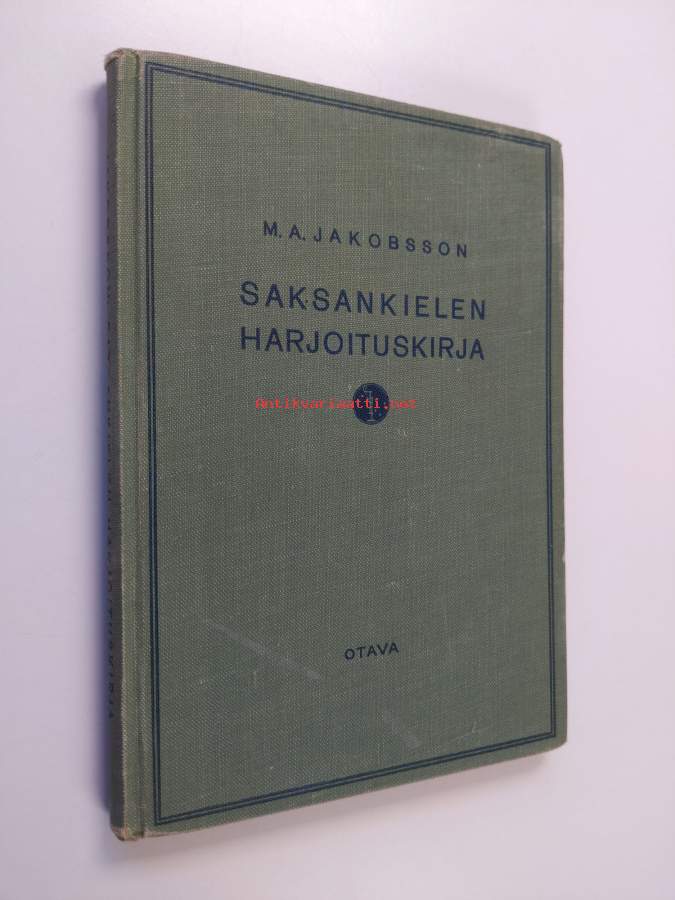 M. A. JAKOBSSON
SAKSANKIELEN
HARJOITUSKIRJA
Antikvariaatti.net
OTAVA